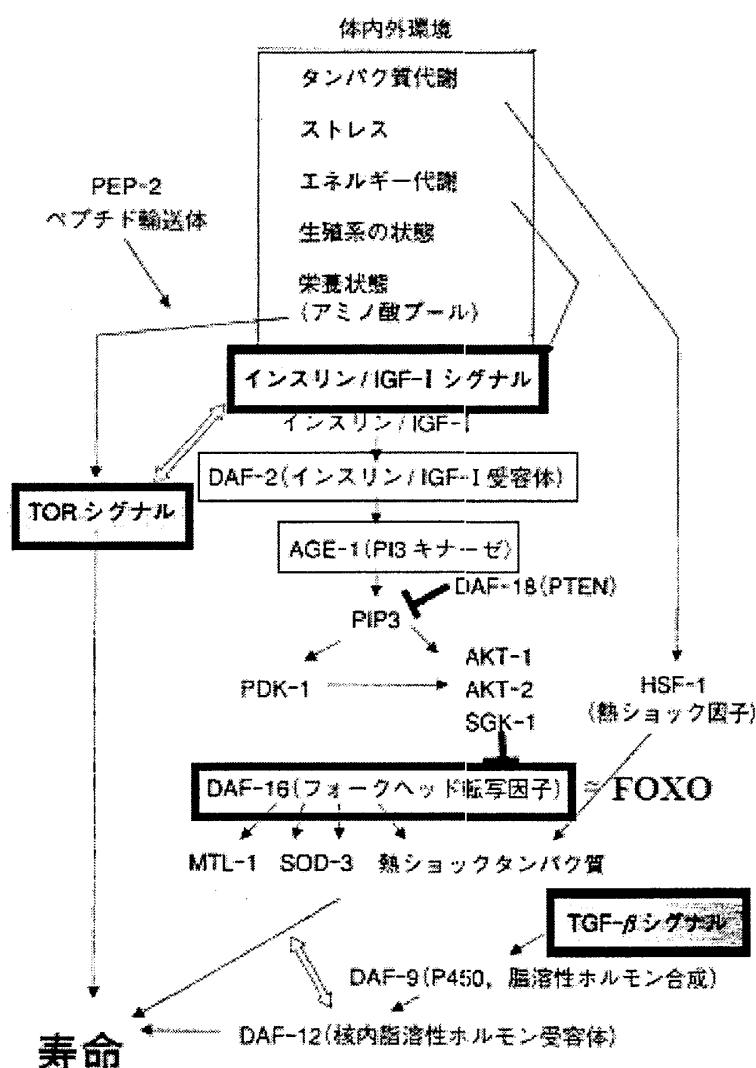 体内外環境
タンパク質代謝
ストレス
エネルギー代謝
PEP-2
ペプチド輸送体
生殖系の状態
栄養状態
(アミノ酸プール)
インスリン/IGF-Ⅰ シグナル
インスリン/IGF-I
DAF-2(インスリン/IGF-Ⅰ 受容体)
TOR シグナル
AGE-1(PI3 キナーゼ)
DAF-18(PTEN)
PIP3
AKT-1
PDK-1
AKT-2
SGK-1
HSF-1
(熱ショック因子)
DAF-16(フォークヘッド転写因子) = FOXO
MTL-1 SOD-3 熱ショックタンパク質
TGF-β シグナル
DAF-9(P450, 脂溶性ホルモン合成)
DAF-12(核内脂溶性ホルモン受容体)
寿命